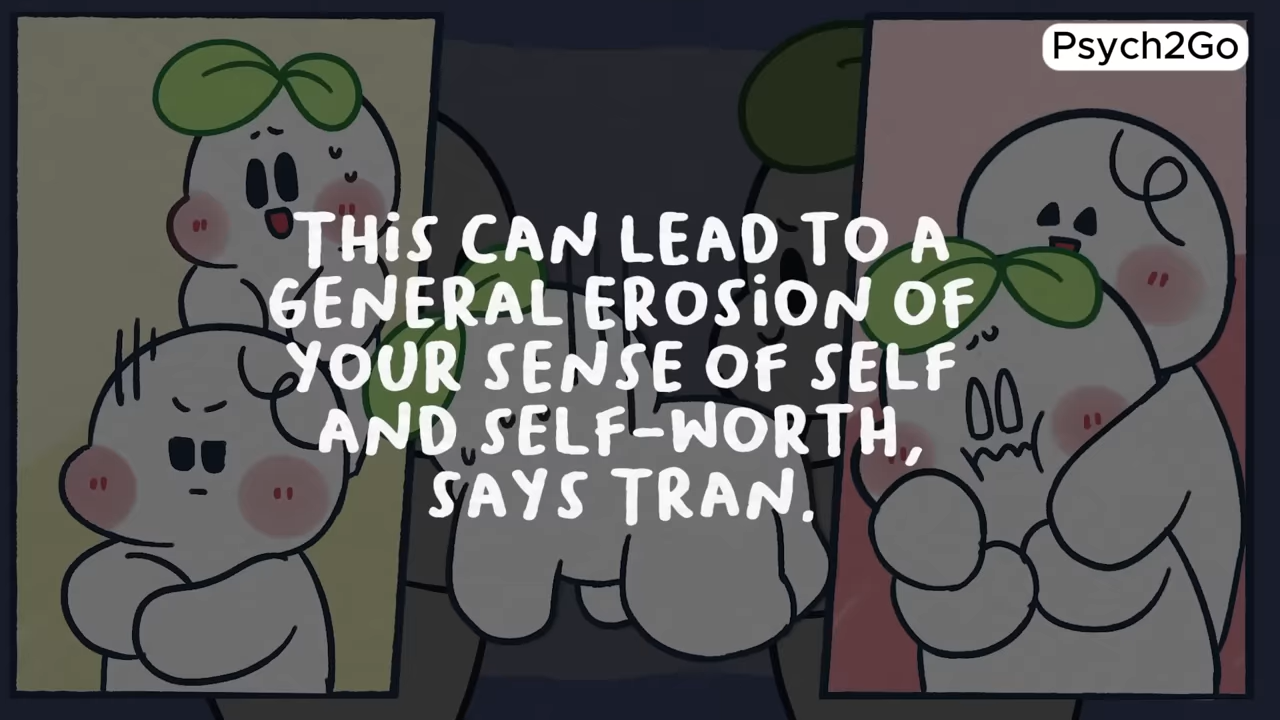 Psych2Go
THiS CAN LEAD TO A
GENERAL EROSiON OF
YOUR SENSE OF SELF
AND SELF-WORTH,
SAYS TRAN.